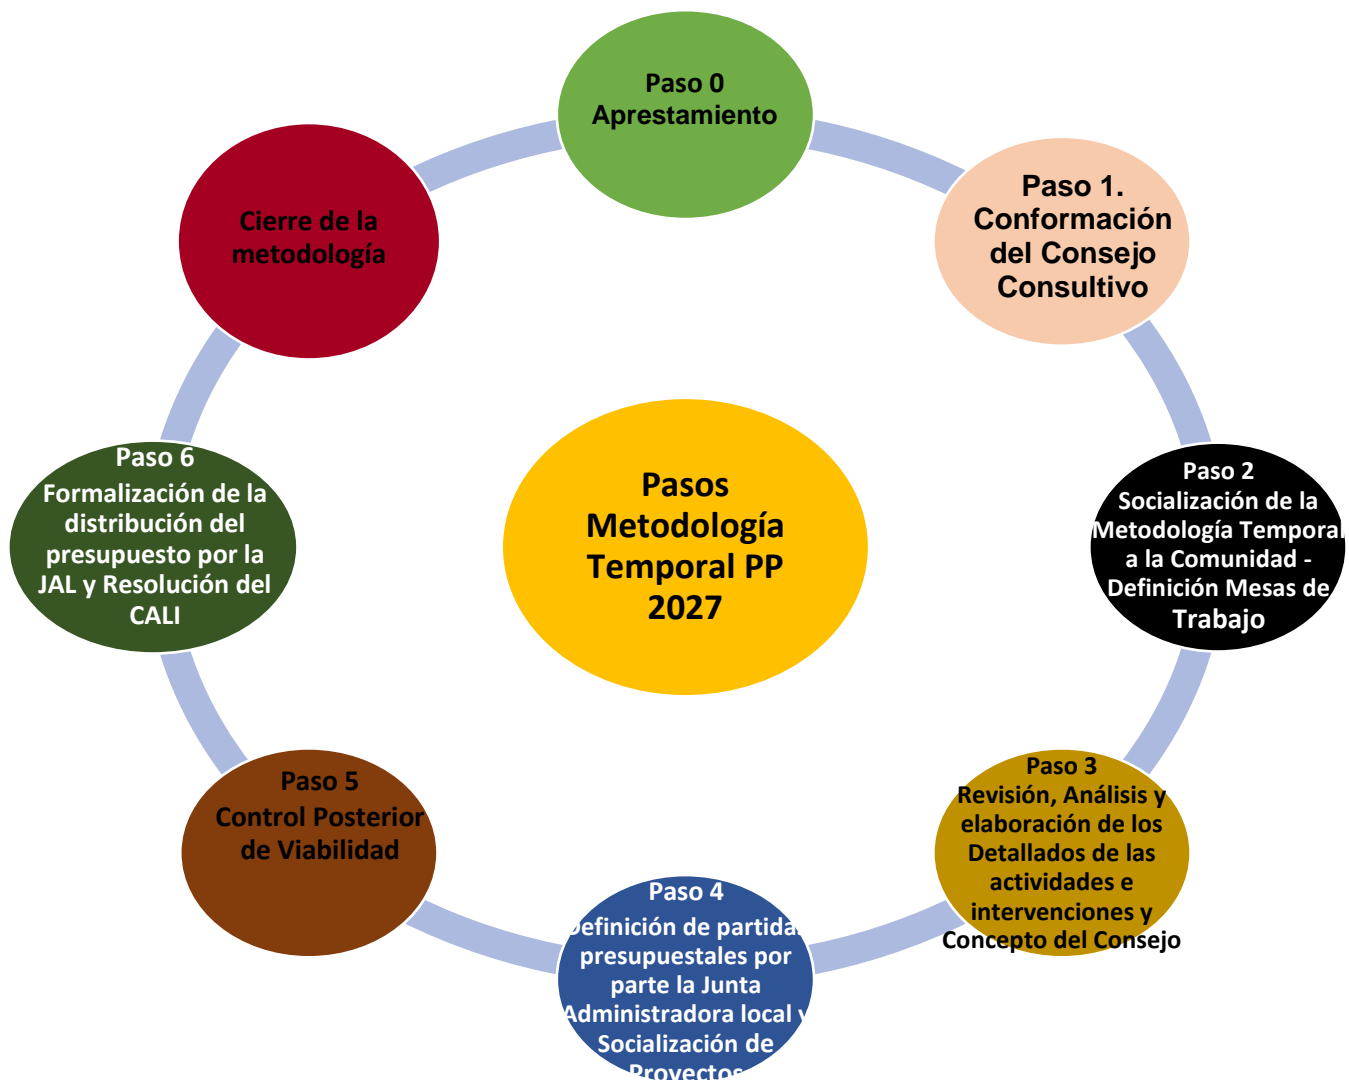 Paso 0
Aprestamiento
Paso 1.
Conformación
del Consejo
Consultivo
Paso 2
Socialización de la
Metodología Temporal
a la Comunidad -
Definición Mesas de
Trabajo
Paso 3
Revisión, Análisis y
elaboración de los
Detallados de las
actividades e
intervenciones y
Concepto del Consejo
Paso 4
Definición de partidas
presupuestales por
parte la Junta
Administradora local y
Socialización de
Proyectos
Paso 5
Control Posterior
de Viabilidad
Paso 6
Formalización de la
distribución del
presupuesto por la
JAL y Resolución del
CALI
Cierre de la
metodología
Pasos
Metodología
Temporal PP
2027